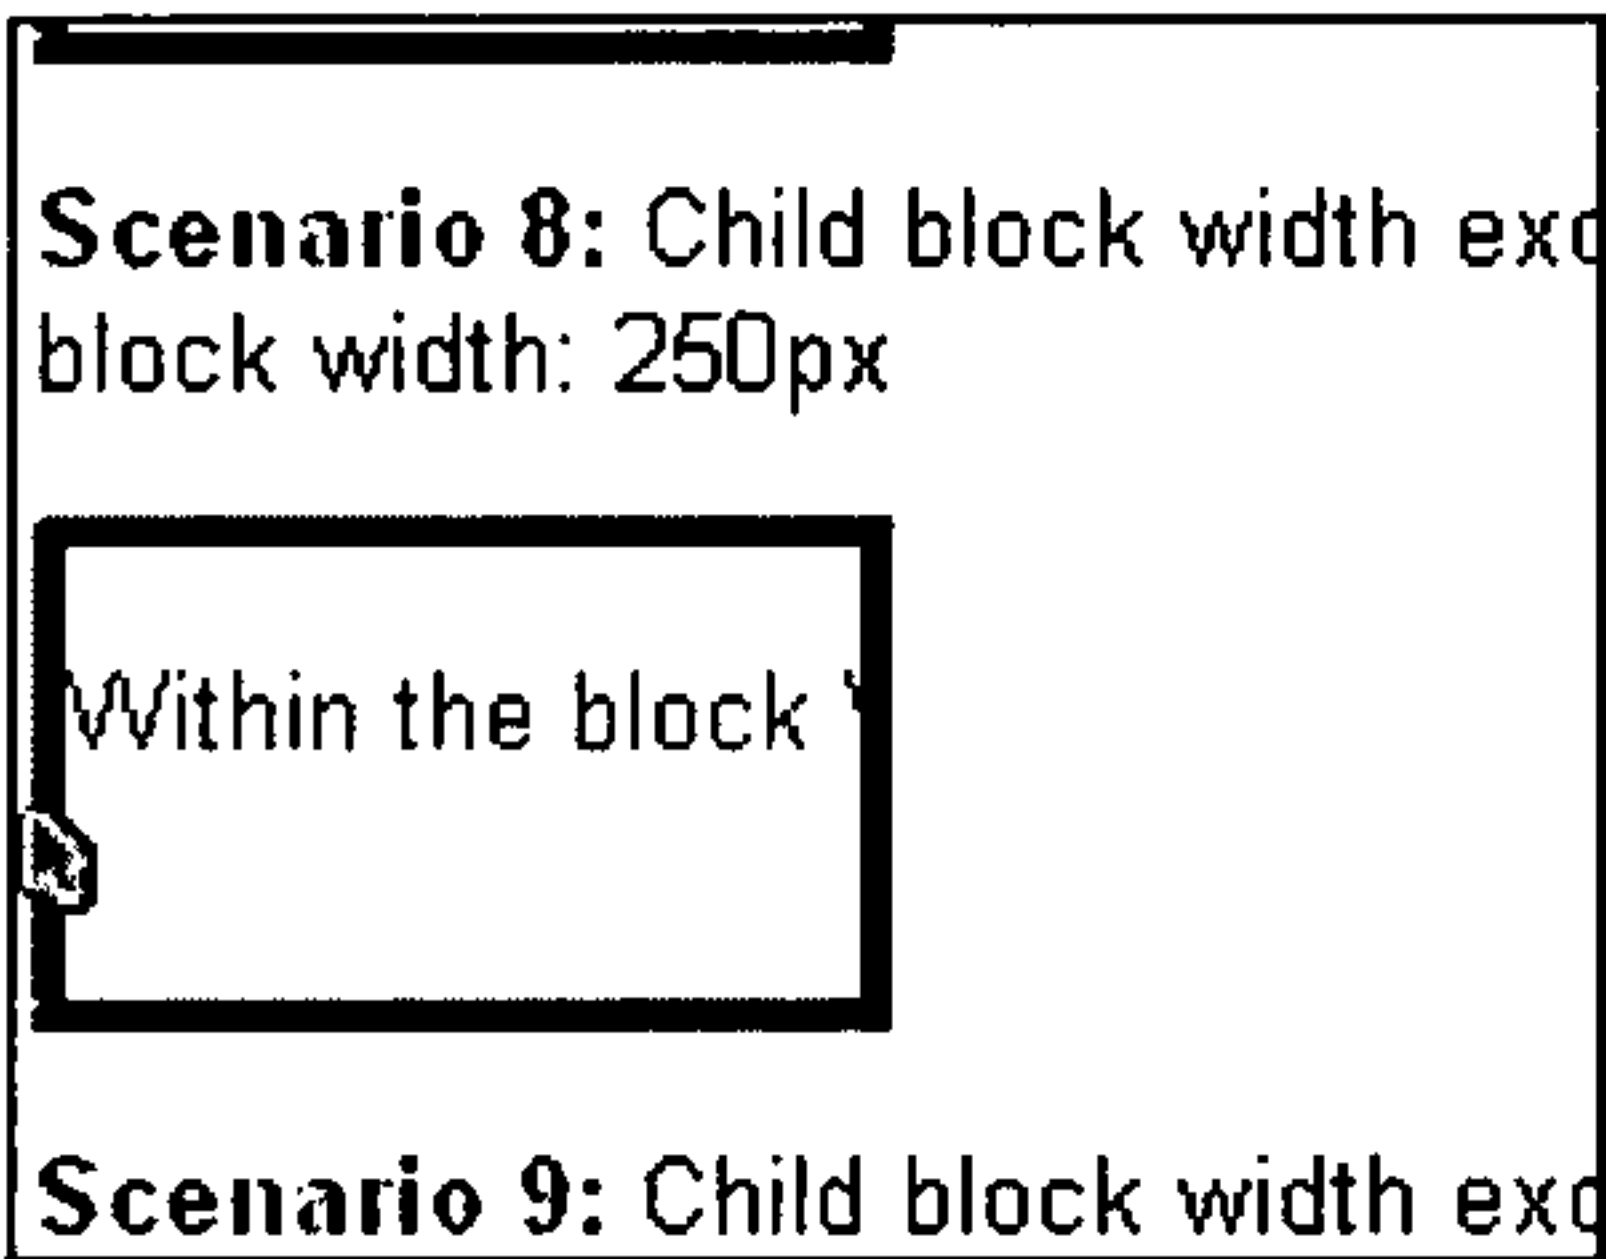 Scenario 8: Child block width exc
block width: 250px
Within the block
Scenario 9: Child block width exc